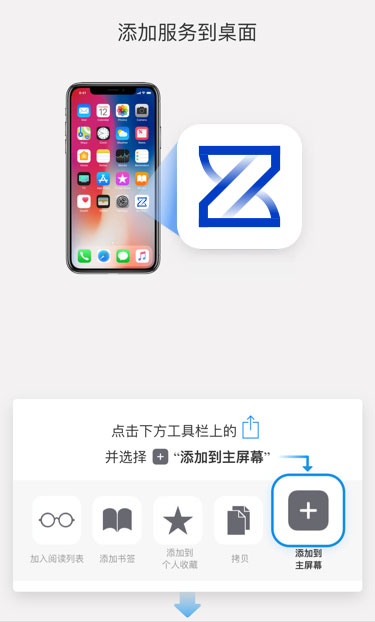 添加服务到桌面
点击下方工具栏上的
并选择 “添加到主屏幕”
加入阅读列表
添加书签
添加到
个人收藏
拷贝
添加到
主屏幕